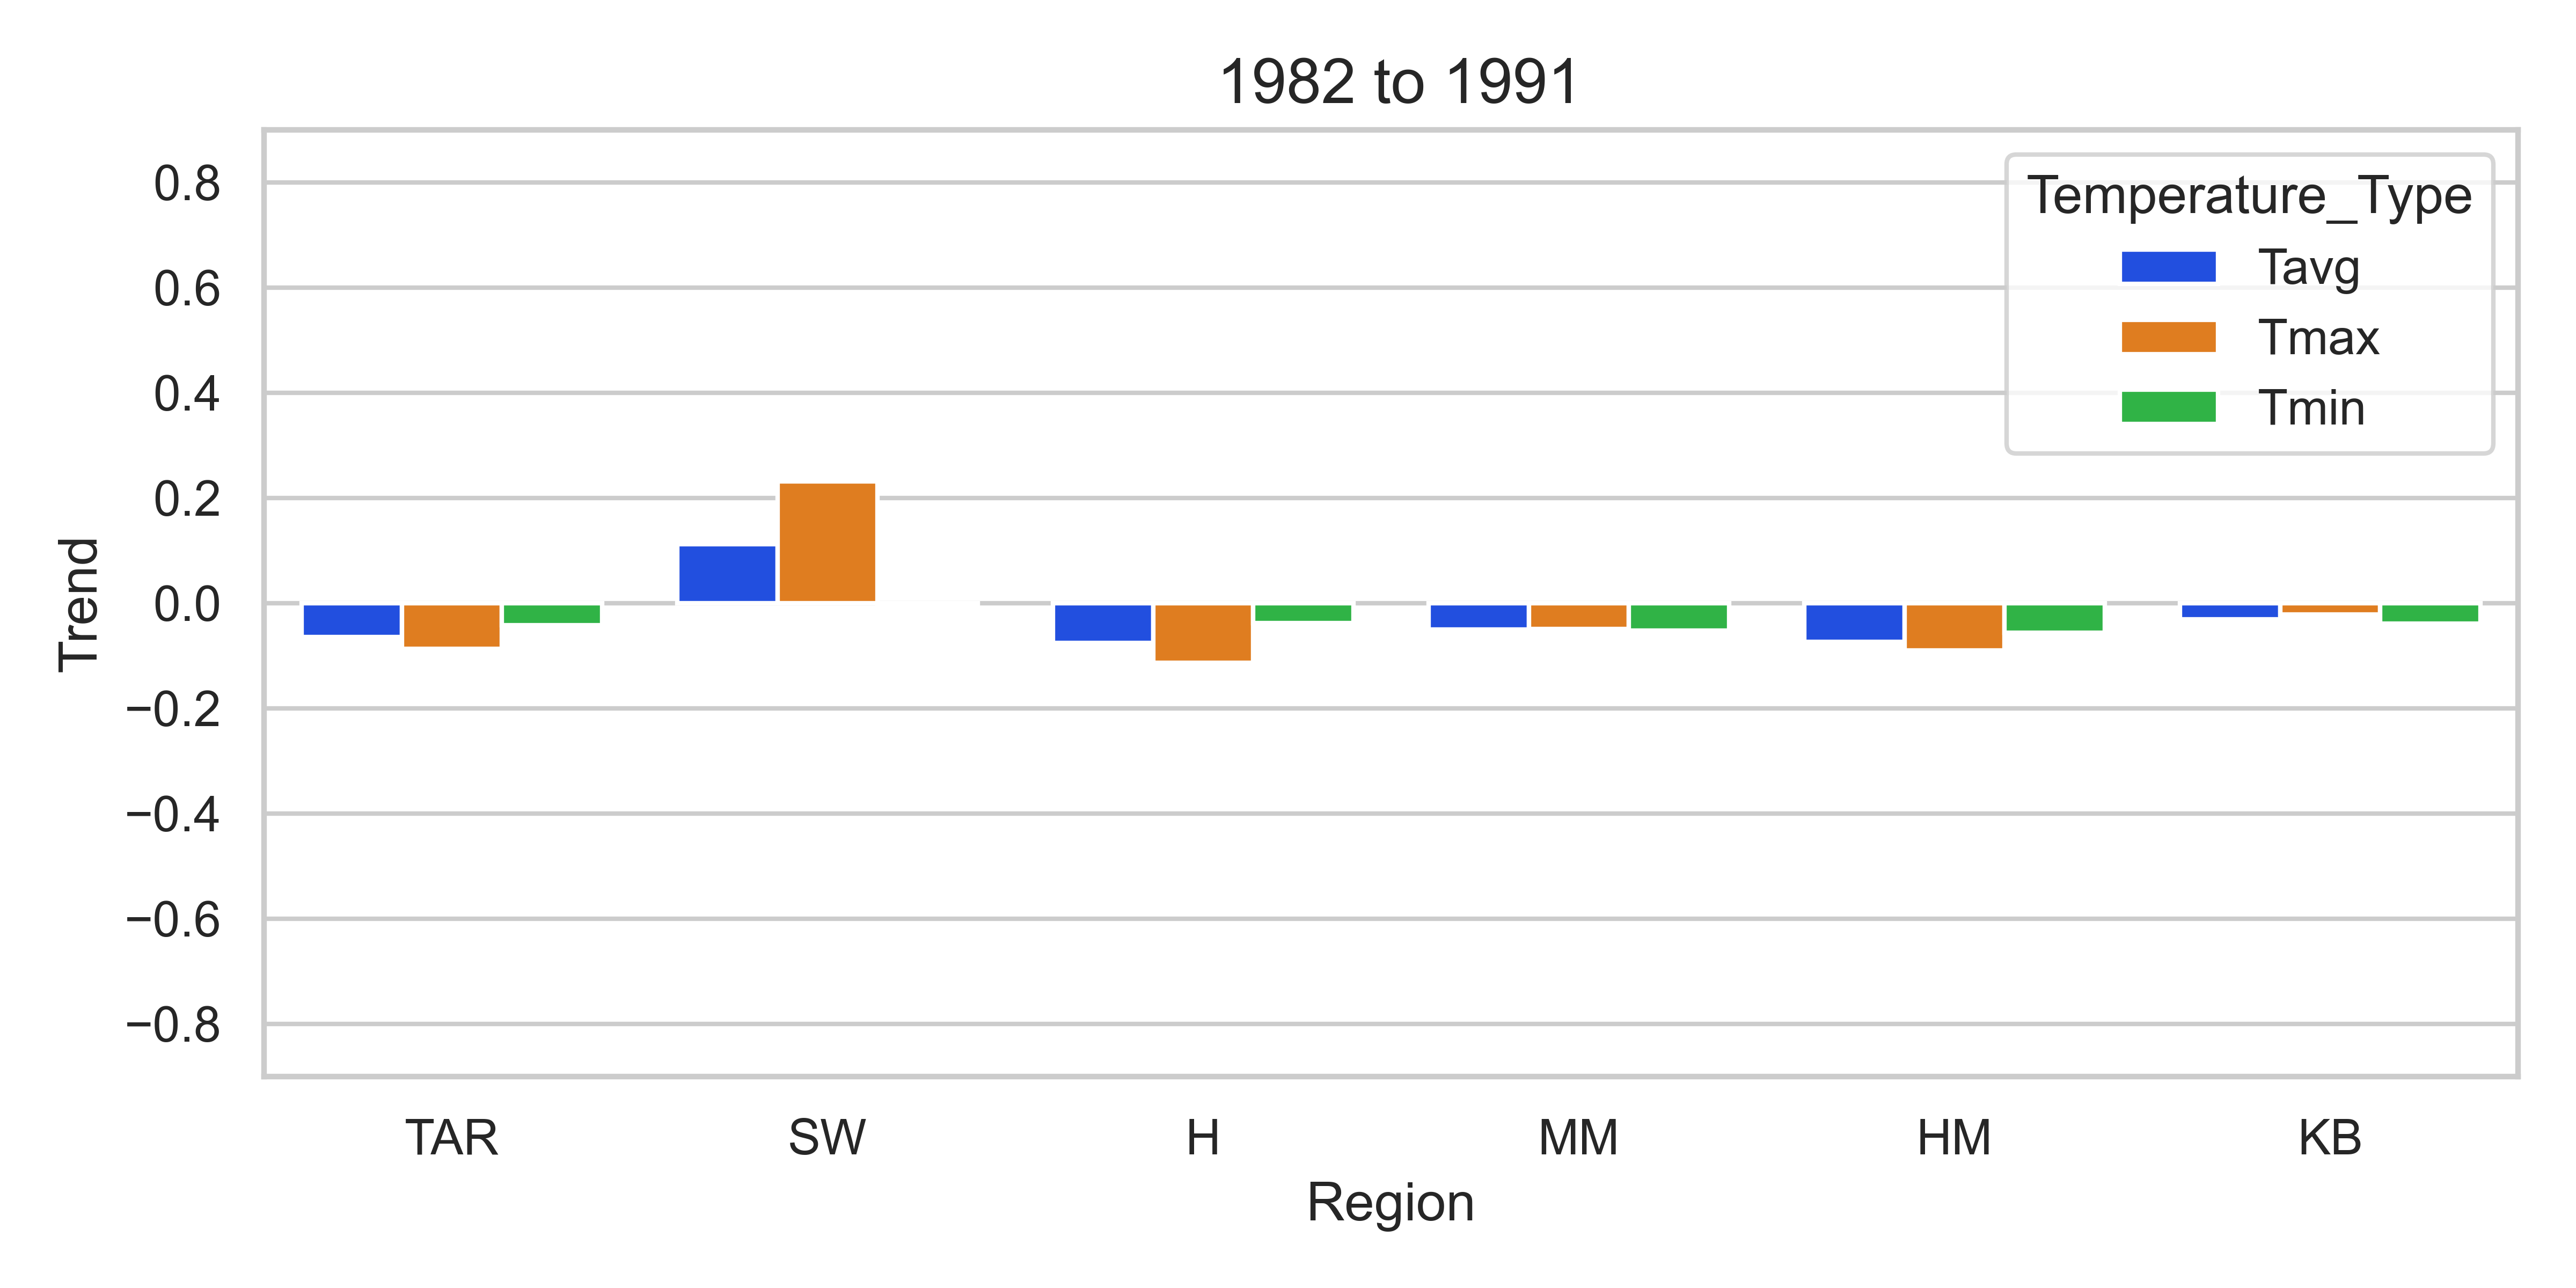 1982 to 1991
Temperature_Type
Tavg
Tmax
Tmin
0.8
0.6
0.4
0.2
0.0
−0.2
−0.4
−0.6
−0.8
Trend
TAR SW H MM HM KB
Region